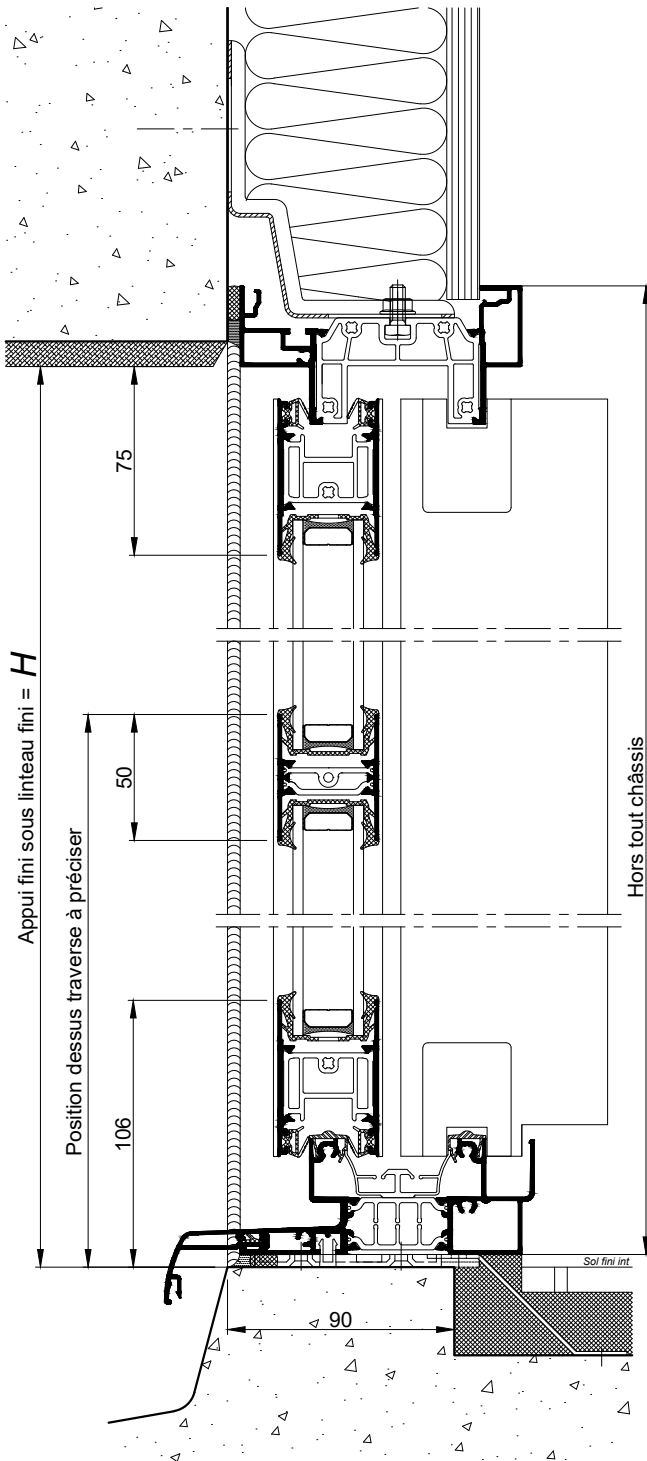 75
Appui fini sous linteau fini = H
50
Position dessus traverse à préciser
Hors tout châssis
106
Sol fini int
90